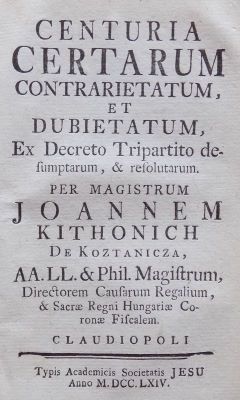 CENTURIA
CERTARUM
CONTRARIETATUM,
ET
DUBIETATUM,
Ex Decreto Tripartito de-
ſumptarum, & reſolutarum.
PER MAGISTRUM
JOANNEM
KITHONICH
DE KOZTANICZA,
AA. LL. & Phil. Magiſtrum,
Directorem Cauſarum Regalium,
& Sacræ Regni Hungariæ Co-
ronæ Fiſcalem.
CLAUDIOPOLI
Typis Academicis Societatis JESU
Anno M. DCC. LXIV.